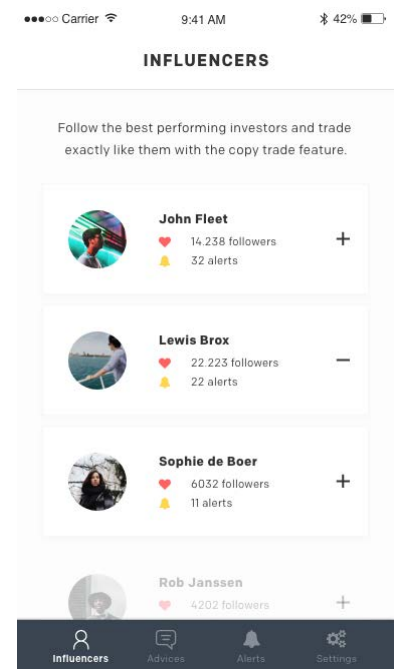 Carrier
9:41 AM
42%
INFLUENCERS
Follow the best performing investors and trade
exactly like them with the copy trade feature.
John Fleet
14.238 followers
32 alerts
+
Lewis Brox
22.223 followers
22 alerts
−
Sophie de Boer
6032 followers
11 alerts
+
Rob Janssen
4202 followers
+
Influencers
Advices
Alerts
Settings